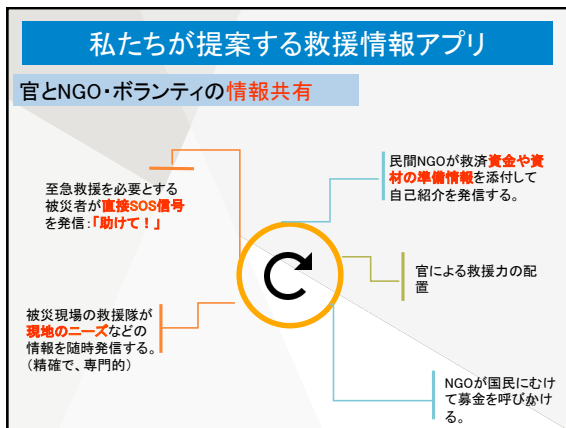 私たちが提案する救援情報アプリ
官とNGO・ボランティの情報共有
至急救援を必要とする
被災者が直接SOS信号
を発信:「助けて!」
被災現場の救援隊が
現地のニーズなどの
情報を随時発信する。
(精確で、専門的)
民間NGOが救済資金や資
材の準備情報を添付して
自己紹介を発信する。
官による救援力の配
置
NGOが国民にむけ
て募金を呼びかけ
る。